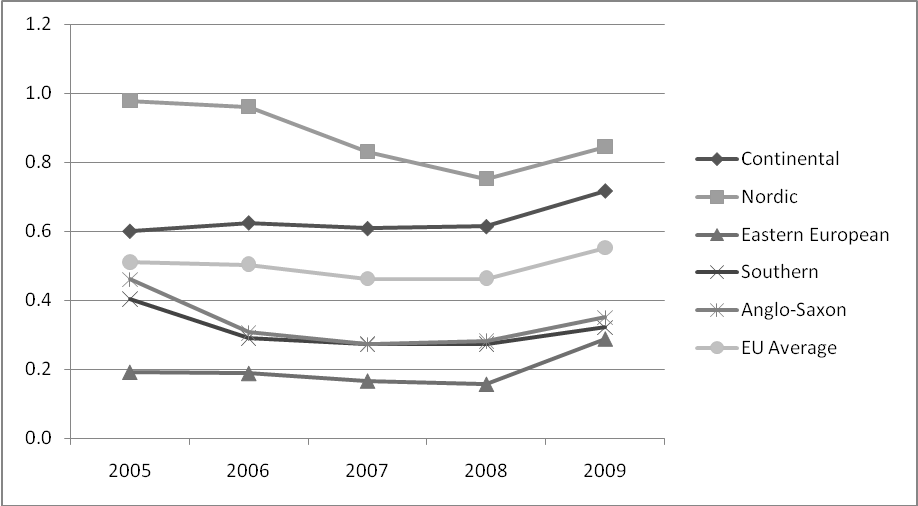 1.2
1.0
0.8
0.6
0.4
0.2
0.0
2005 2006 2007 2008 2009
Continental
Nordic
Eastern European
Southern
Anglo-Saxon
EU Average